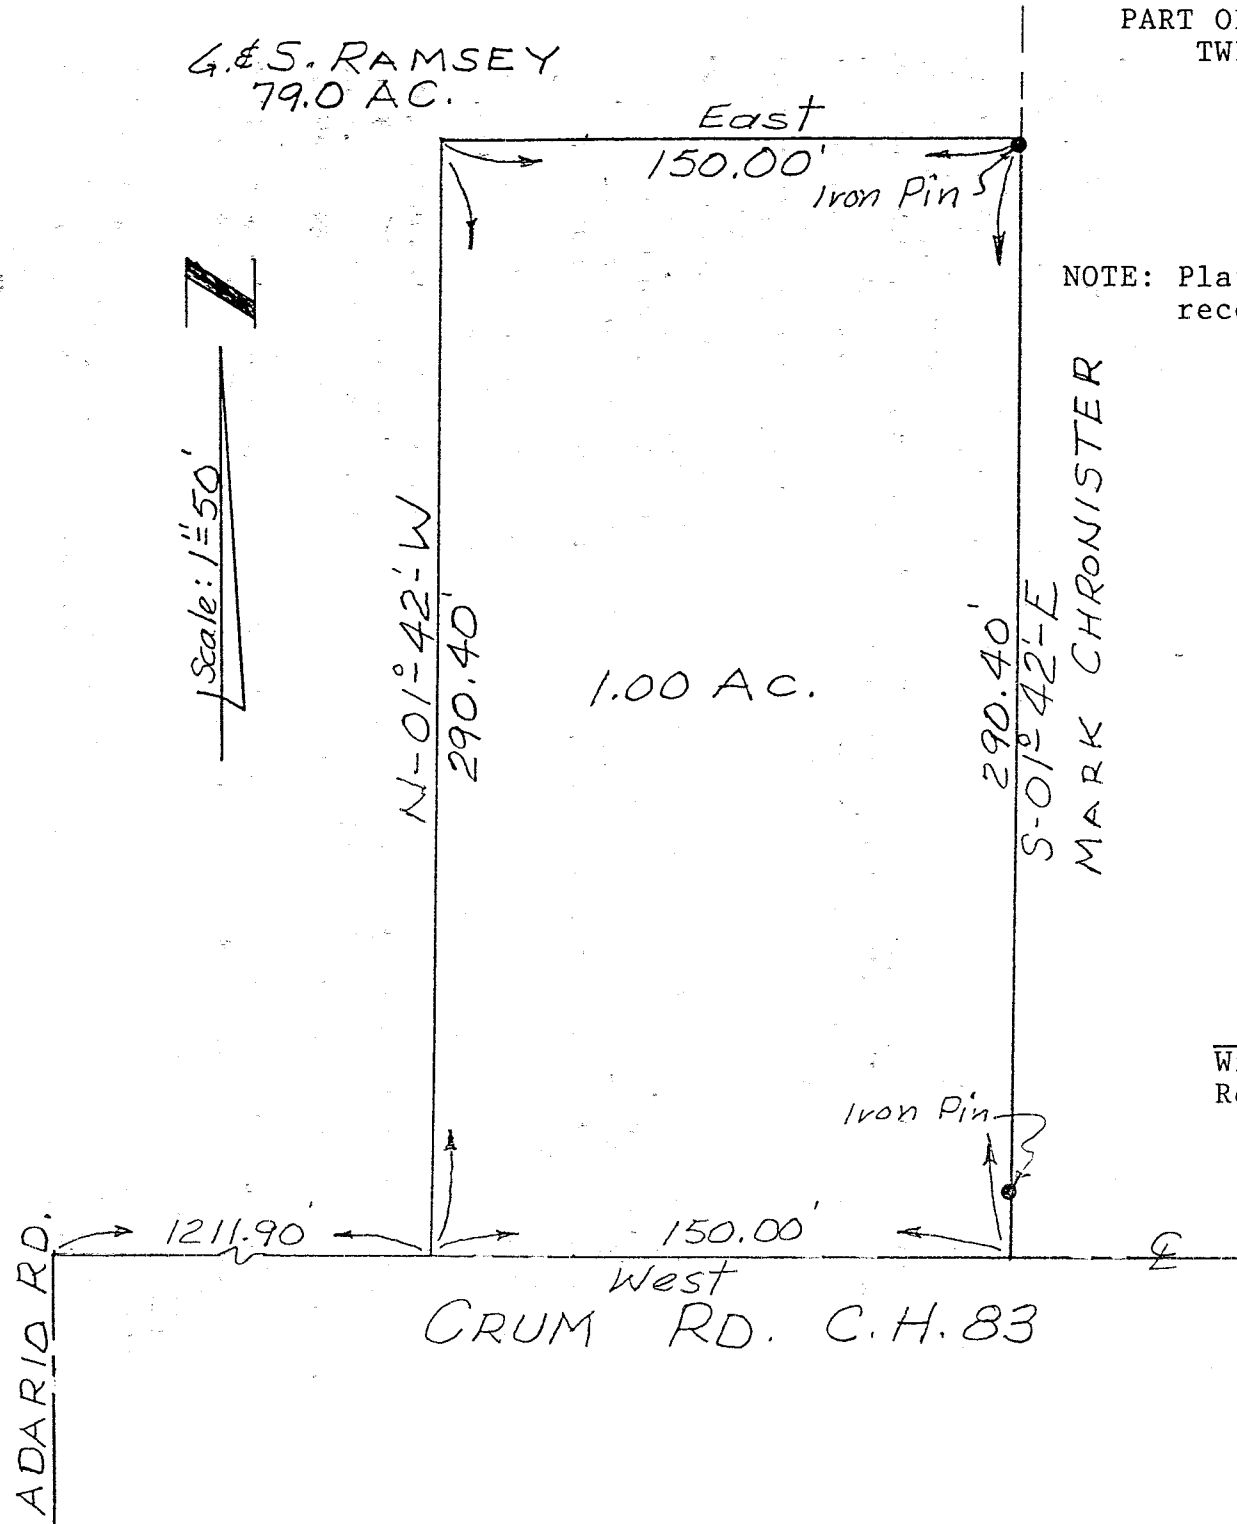 PART OF
TW
G. & S. RAMSEY
79.0 AC.
East
150.00'
Iron Pin
N
NOTE: Pla
rec
Scale: 1"=50'
N-01°-42'-W
290.40'
1.00 AC.
290.40'
S-01°-42'-E
MARK CHRONISTER
W
R
Iron Pin
1211.90'
150.00'
West
℄
CRUM RD. C.H. 83
ADARIO RD.